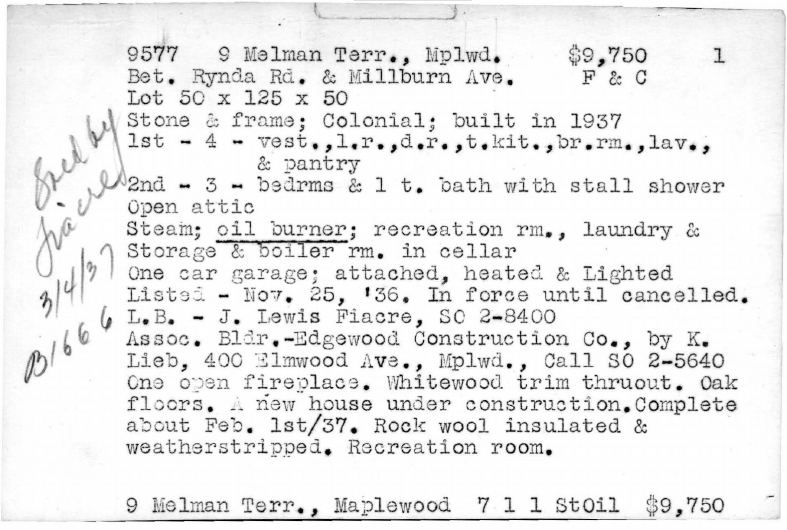 9577 9 Melman Terr., Mplwd. $9,750 1
Bet. Rynda Rd. & Millburn Ave. F & C
Lot 50 x 125 x 50
Stone & frame; Colonial; built in 1937
1st - 4 - vest.,l.r.,d.r.,t.kit.,br.rm.,lav.,
& pantry
2nd - 3 - bedrms & 1 t. bath with stall shower
Open attic
Steam; oil burner; recreation rm., laundry &
Storage & boiler rm. in cellar
One car garage; attached, heated & Lighted
Listed - Nov. 25, '36. In force until cancelled.
L.B. - J. Lewis Fiacre, SO 2-8400
Assoc. Bldr.-Edgewood Construction Co., by K.
Lieb, 400 Elmwood Ave., Mplwd., Call SO 2-5640
One open fireplace. Whitewood trim thruout. Oak
floors. A new house under construction.Complete
about Feb. 1st/37. Rock wool insulated &
weatherstripped. Recreation room.
9 Melman Terr., Maplewood 7 1 1 StOil $9,750
Sold by
Fiacre
3/4/37
B1666